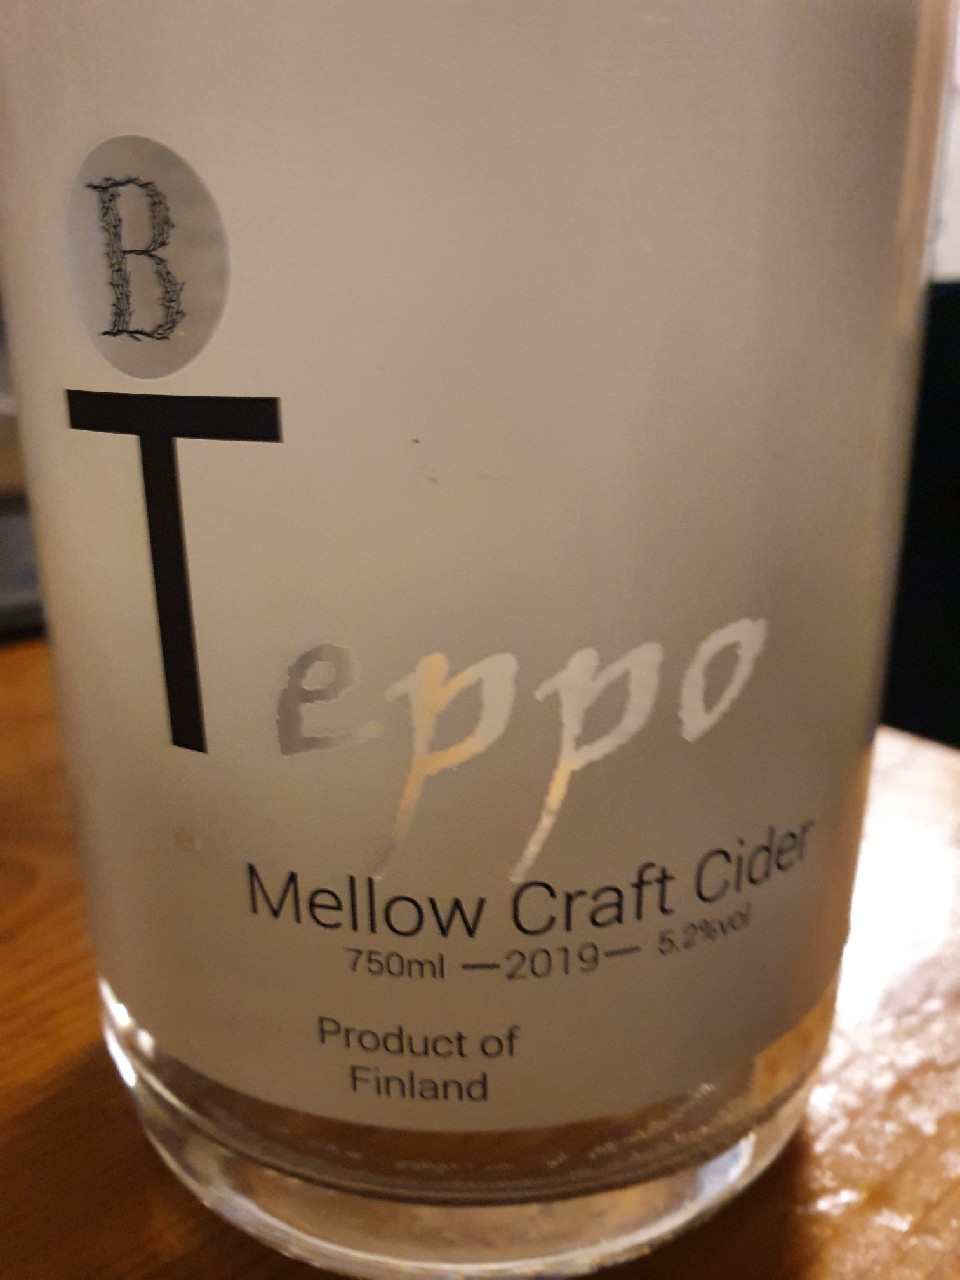 B
Teppo
Mellow Craft Cider
750ml —2019— 5.2%vol
Product of
Finland